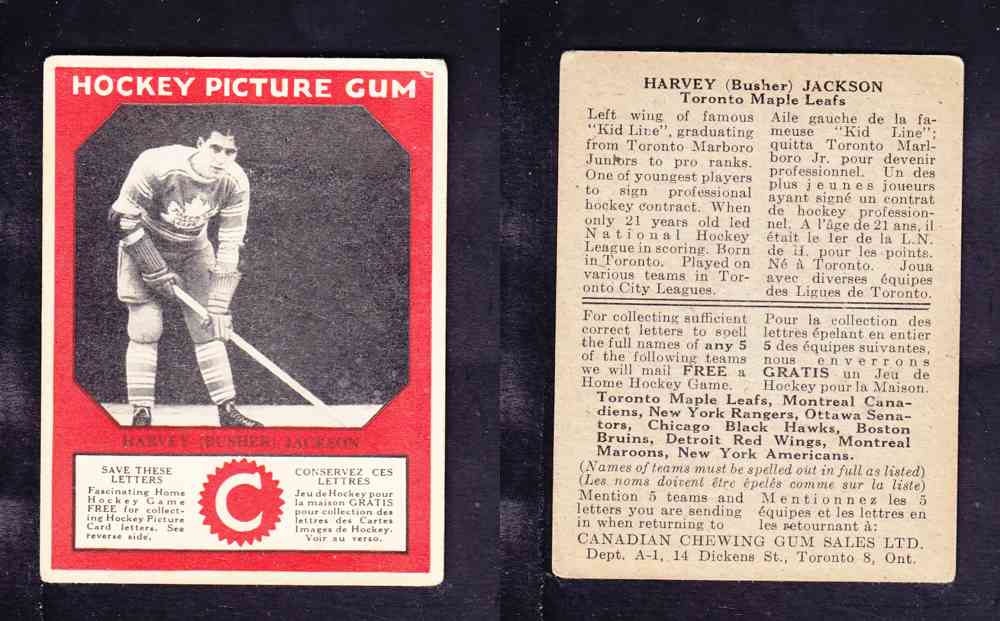 HOCKEY PICTURE GUM
HARVEY (BUSHER) JACKSON
SAVE THESE
LETTERS
Fascinating Home
Hockey Game
FREE for collect-
ing Hockey Picture
Card letters. See
reverse side.
C
CONSERVEZ CES
LETTRES
Jeu de Hockey pour
la maison GRATIS
pour collection des
lettres des Cartes
Images de Hockey.
Voir au verso.
HARVEY (Busher) JACKSON
Toronto Maple Leafs
Left wing of famous
"Kid Line", graduating
from Toronto Marboro
Juniors to pro ranks.
One of youngest players
to sign professional
hockey contract. When
only 21 years old led
National Hockey
League in scoring. Born
in Toronto. Played on
various teams in Tor-
onto City Leagues.
Aile gauche de la fa-
meuse "Kid Line";
quitta Toronto Marl-
boro Jr. pour devenir
professionnel. Un des
plus jeunes joueurs
ayant signé un contrat
de hockey profession-
nel. A l'âge de 21 ans, il
était le 1er de la L.N.
de H. pour les points.
Né à Toronto. Joua
avec diverses équipes
des Ligues de Toronto.
For collecting sufficient
correct letters to spell
the full names of any 5
of the following teams
we will mail FREE a
Home Hockey Game.
Pour la collection des
lettres épelant en entier
5 des équipes suivantes,
nous enverrons
GRATIS un Jeu de
Hockey pour la Maison.
Toronto Maple Leafs, Montreal Cana-
diens, New York Rangers, Ottawa Sena-
tors, Chicago Black Hawks, Boston
Bruins, Detroit Red Wings, Montreal
Maroons, New York Americans.
(Names of teams must be spelled out in full as listed)
(Les noms doivent être épelés comme sur la liste)
Mention 5 teams and
letters you are sending
in when returning to
Mentionnez les 5
équipes et les lettres en
les retournant à:
CANADIAN CHEWING GUM SALES LTD.
Dept. A-1, 14 Dickens St., Toronto 8, Ont.